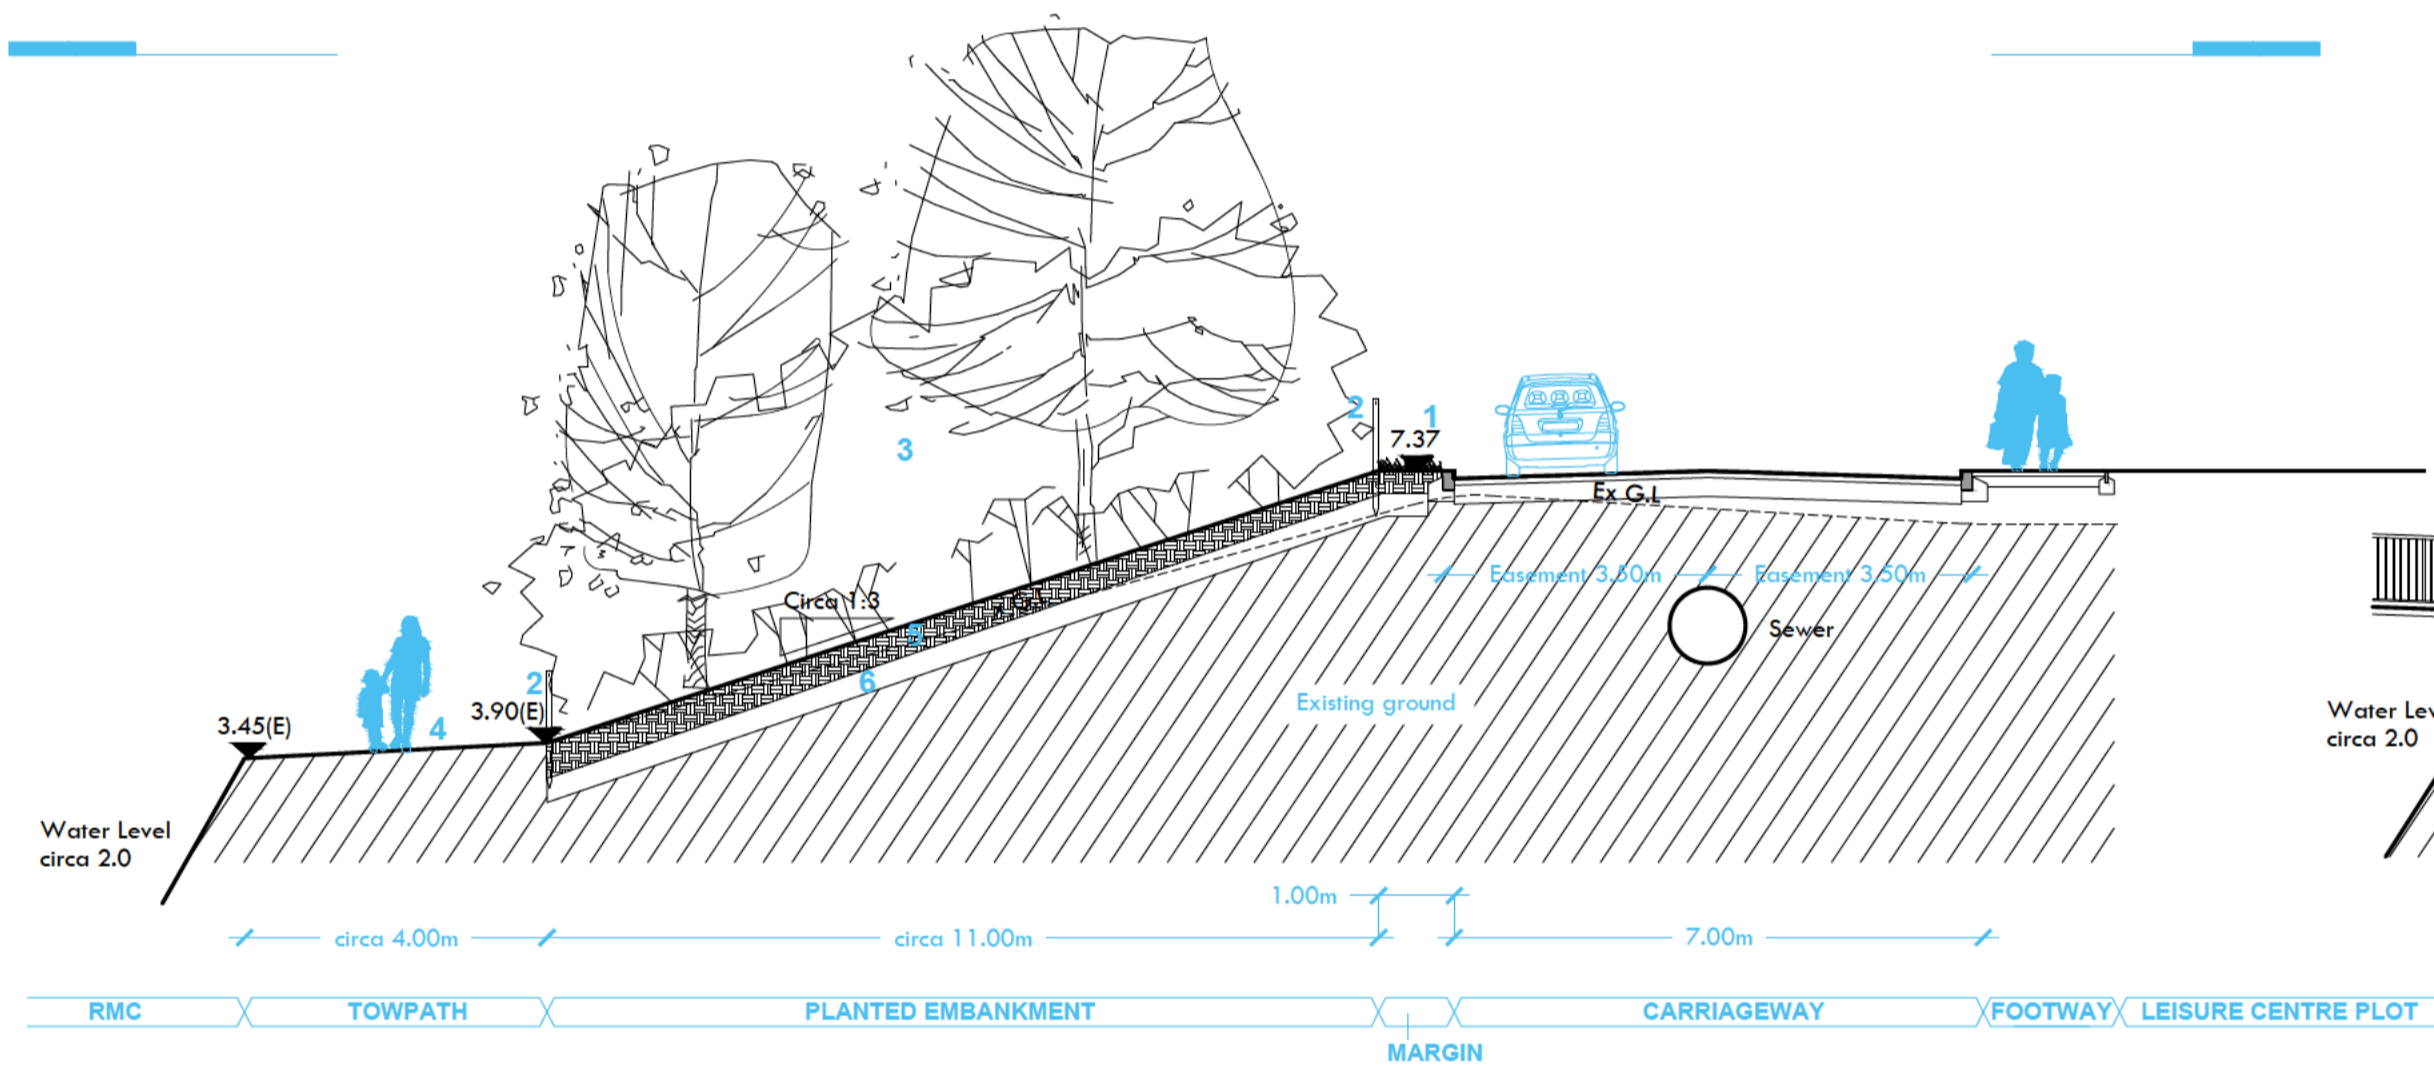 2
1
7.37
3
Ex G.L
Easement 3.50m
Easement 3.50m
Circa 1:3
Sewer
5
6
2
3.90(E)
4
3.45(E)
Existing ground
Water Lev
circa 2.0
Water Level
circa 2.0
1.00m
circa 4.00m
circa 11.00m
7.00m
RMC
TOWPATH
PLANTED EMBANKMENT
CARRIAGEWAY
FOOTWAY
LEISURE CENTRE PLOT
MARGIN